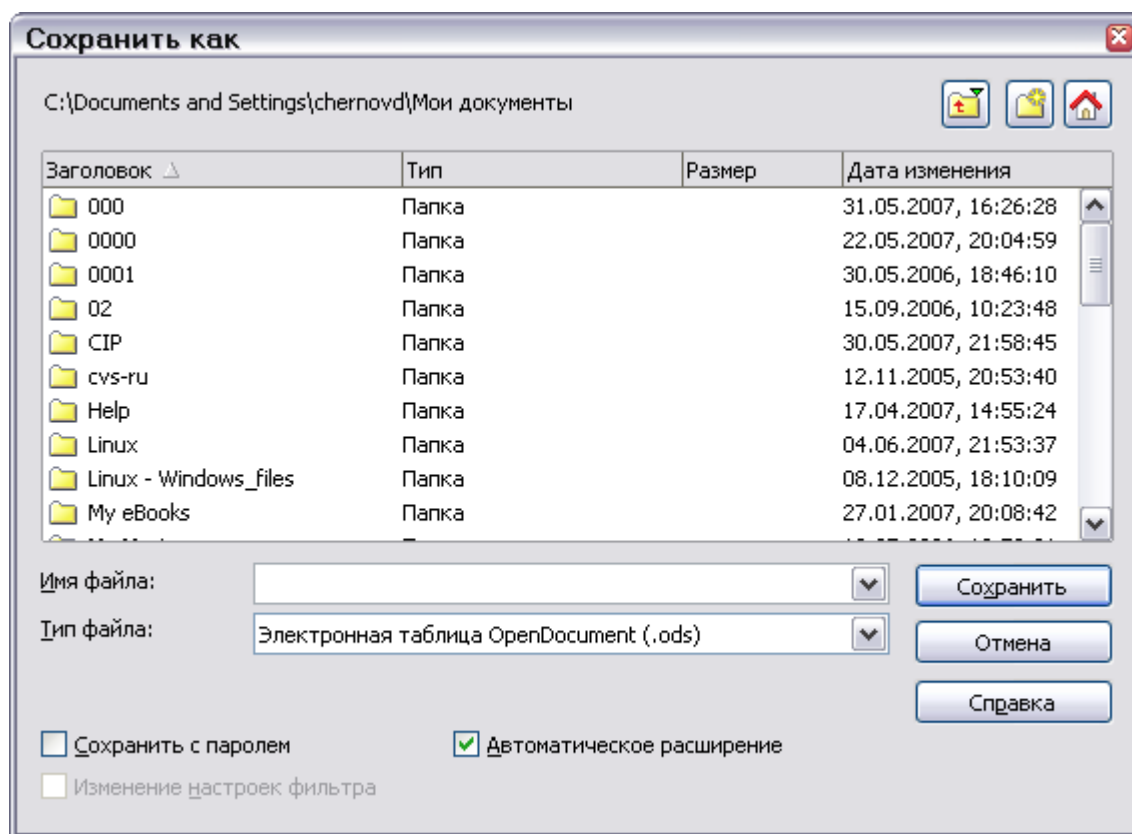 Сохранить как
C:\Documents and Settings\chernovd\Мои документы
Заголовок Тип Размер Дата изменения
000 Папка 31.05.2007, 16:26:28
0000 Папка 22.05.2007, 20:04:59
0001 Папка 30.05.2006, 18:46:10
02 Папка 15.09.2006, 10:23:48
CIP Папка 30.05.2007, 21:58:45
cvs-ru Папка 12.11.2005, 20:53:40
Help Папка 17.04.2007, 14:55:24
Linux Папка 04.06.2007, 21:53:37
Linux - Windows_files Папка 08.12.2005, 18:10:09
My eBooks Папка 27.01.2007, 20:08:42
Имя файла: Сохранить
Тип файла: Электронная таблица OpenDocument (.ods) Отмена
Справка
Сохранить с паролем Автоматическое расширение
Изменение настроек фильтра